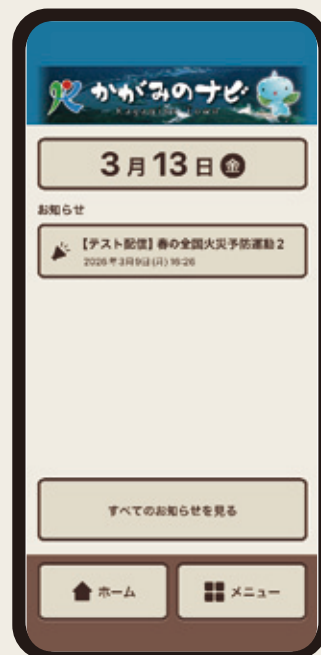 かがみのナビ
3月13日 金
お知らせ
【テスト配信】春の全国火災予防運動2
2026年3月9日(月) 16:26
すべてのお知らせを見る
ホーム
メニュー